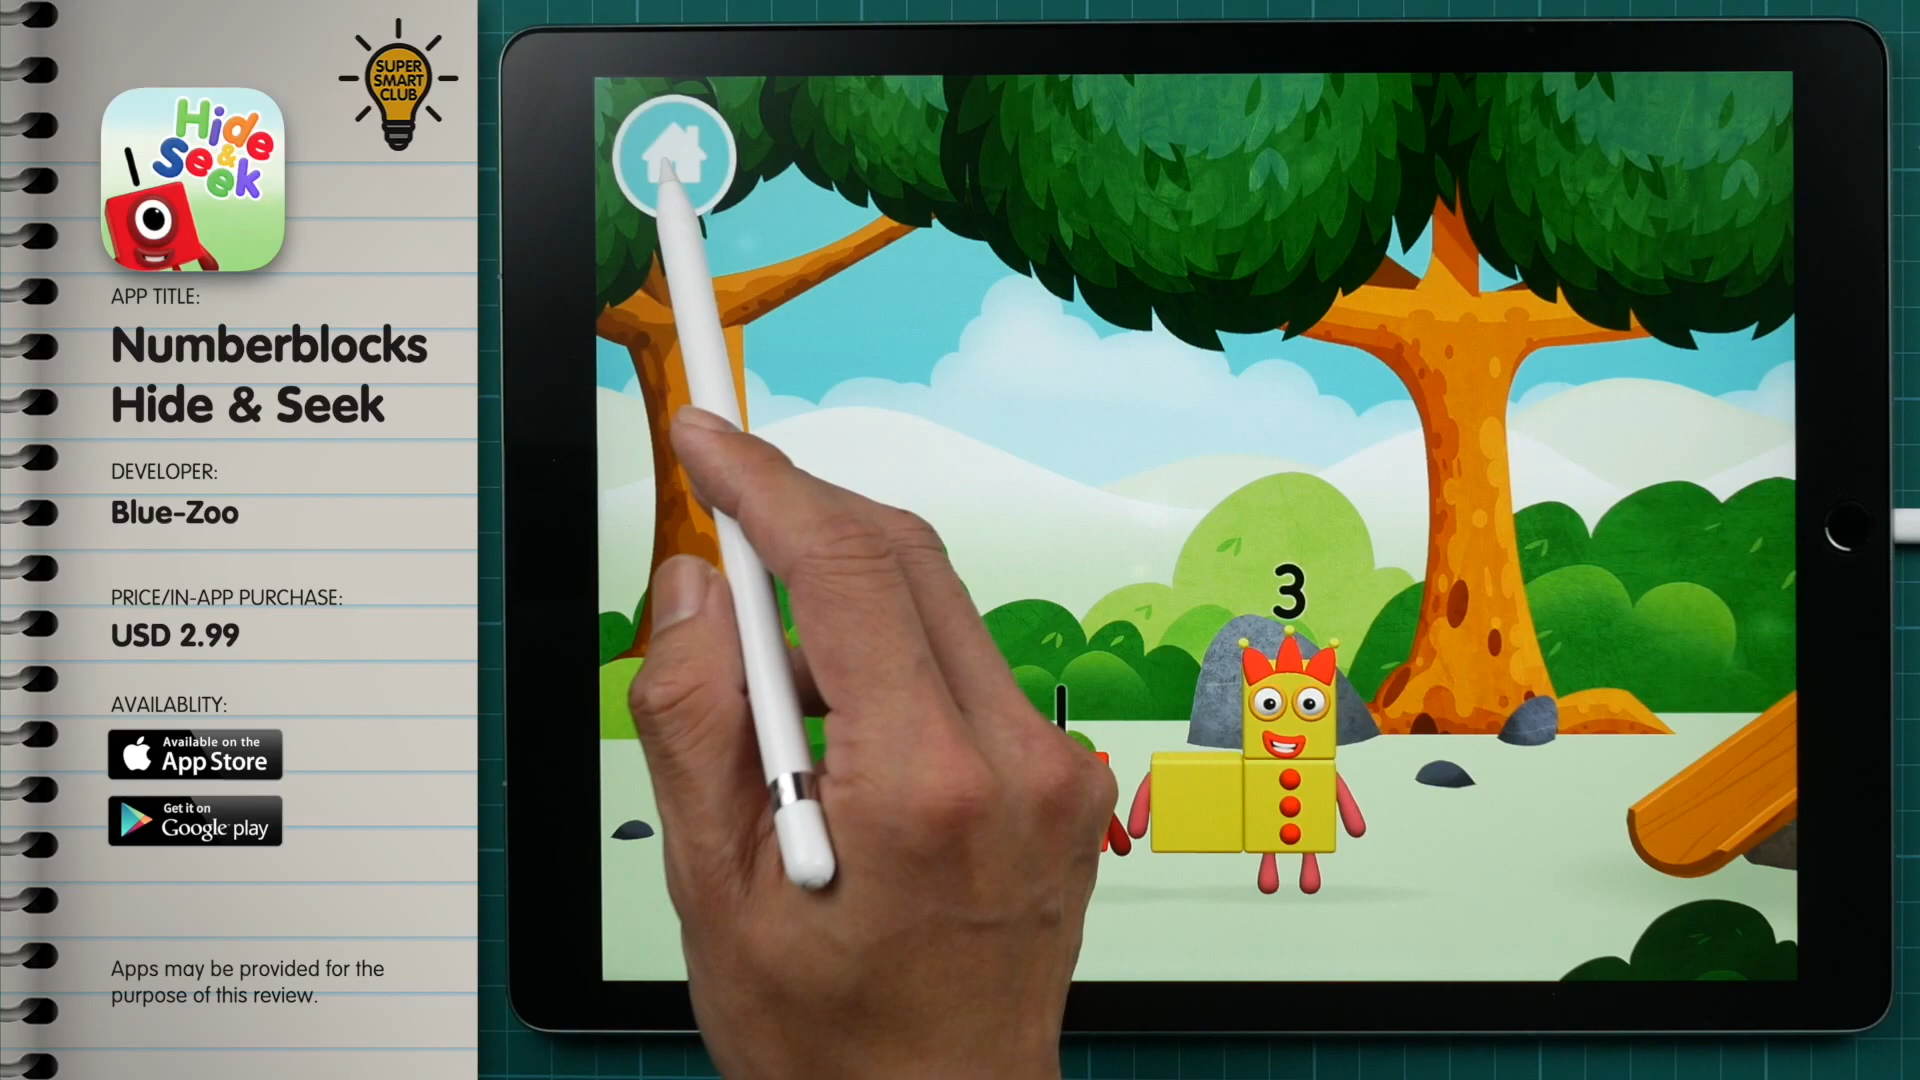 SUPER
SMART
CLUB
Hide
&
Seek
APP TITLE:
Numberblocks
Hide & Seek
DEVELOPER:
Blue-Zoo
PRICE/IN-APP PURCHASE:
USD 2.99
AVAILABLITY:
Available on the
App Store
Get it on
Google play
Apps may be provided for the
purpose of this review.
3
1